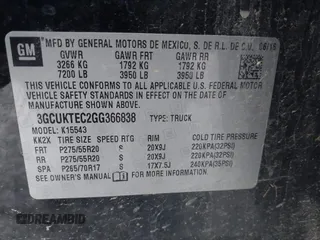 GM
MFD BY GENERAL MOTORS DE MEXICO, S. DE R.L. DE C.V.
GVWR GAWR FRT GAWR RR
3266 KG 1792 KG 1792 KG
7200 LB 3950 LB 3950 LB
THIS VEHICLE CONFORMS TO ALL APPLICABLE U.S. FEDERAL MOTOR
VEHICLE SAFETY STANDARDS IN EFFECT ON THE DATE OF
MANUFACTURE SHOWN ABOVE.
3GCUKTEC2GG366838 TYPE: TRUCK
MODEL: K15543
KK2X TIRE SIZE SPEED RTG RIM COLD TIRE PRESSURE
FRT P275/55R20 S 20X9J 220KPA(32PSI)
RR P275/55R20 S 20X9J 220KPA(32PSI)
SPA P265/70R17 S 17X7.5J 240KPA(35PSI)
SEE OWNER'S MANUAL FOR ADDITIONAL INFORMATION
DREAMBID